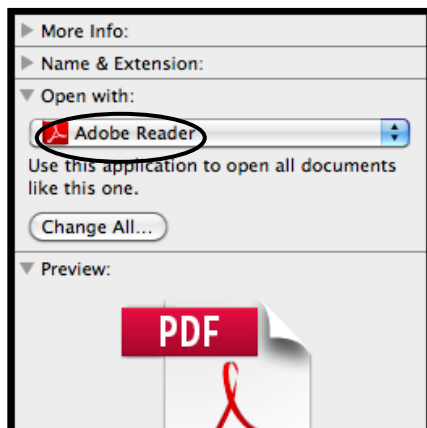 More Info:
Name & Extension:
Open with:
Adobe Reader
Use this application to open all documents
like this one.
Change All...
Preview:
PDF